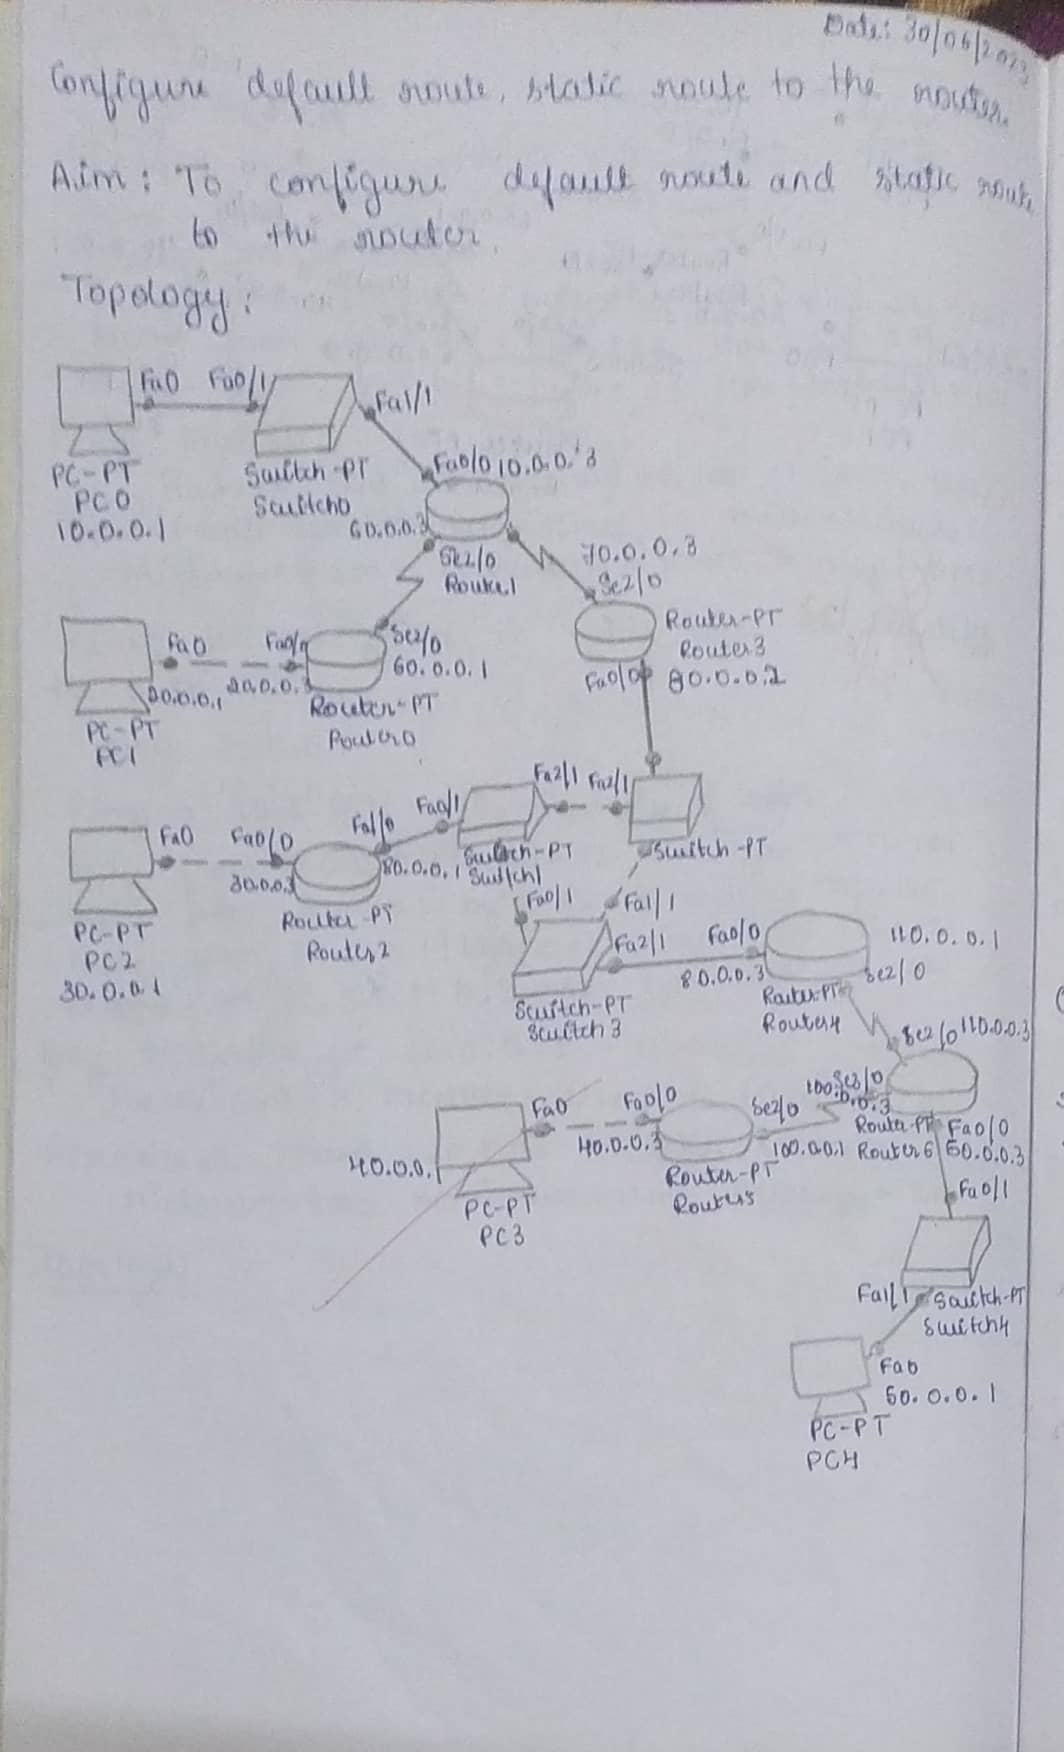 Date: 30/06/2023
Configure default route, static route to the router.
Aim: To configure default route and static route
to the router.
Topology:
Fa0 Fa0/1
Fa1/1
PC-PT
PC0
10.0.0.1
Switch-PT
Switch0
Fa0/0 10.0.0.3
60.0.0.3
Se2/0
Router1
70.0.0.3
Se2/0
Router-PT
Router3
Fa0/0 80.0.0.2
Fa0
20.0.0.1
Fa0/0
20.0.0.3
Se2/0
60.0.0.1
PC-PT
PC1
Router-PT
Router0
Fa0 Fa0/0
30.0.0.3
Fa1/0
80.0.0.1
Fa0/1
Fa2/1 Fa2/1
Switch-PT
Switch1
Switch-PT
PC-PT
PC2
30.0.0.1
Router-PT
Router2
Fa0/1 Fa1/1
Fa2/1 Fa0/0
80.0.0.3
110.0.0.1
Se2/0
Switch-PT
Switch3
Router-PT
Router4
Se2/0 110.0.0.3
Fa0 Fa0/0
40.0.0.3
Se2/0
100.0.0.1
Se3/0
100.0.0.3
Router-PT
Router6
Fa0/0
50.0.0.3
40.0.0.1
PC-PT
PC3
Router-PT
Router5
Fa0/1
Fa1/1
Switch-PT
Switch4
Fa0
50.0.0.1
PC-PT
PC4